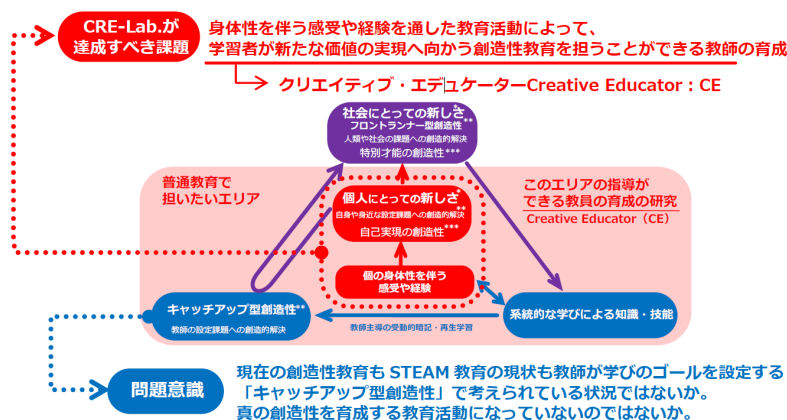 CRE-Lab.が
達成すべき課題
身体性を伴う感受や経験を通した教育活動によって、
学習者が新たな価値の実現へ向かう創造性教育を担うことができる教師の育成
クリエイティブ・エデュケーターCreative Educator : CE
社会にとっての新しさ*
フロントランナー型創造性**
人類や社会の課題への創造的解決
特別才能の創造性***
普通教育で
担いたいエリア
このエリアの指導が
できる教員の育成の研究
Creative Educator（CE）
個人にとっての新しさ*
自身や身近な設定課題への創造的解決**
自己実現の創造性***
個の身体性を伴う
感受や経験
キャッチアップ型創造性**
教師の設定課題への創造的解決
教師主導の受動的暗記・再生学習
系統的な学びによる知識・技能
問題意識
現在の創造性教育も STEAM 教育の現状も教師が学びのゴールを設定する
「キャッチアップ型創造性」で考えられている状況ではないか。
真の創造性を育成する教育活動になっていないのではないか。